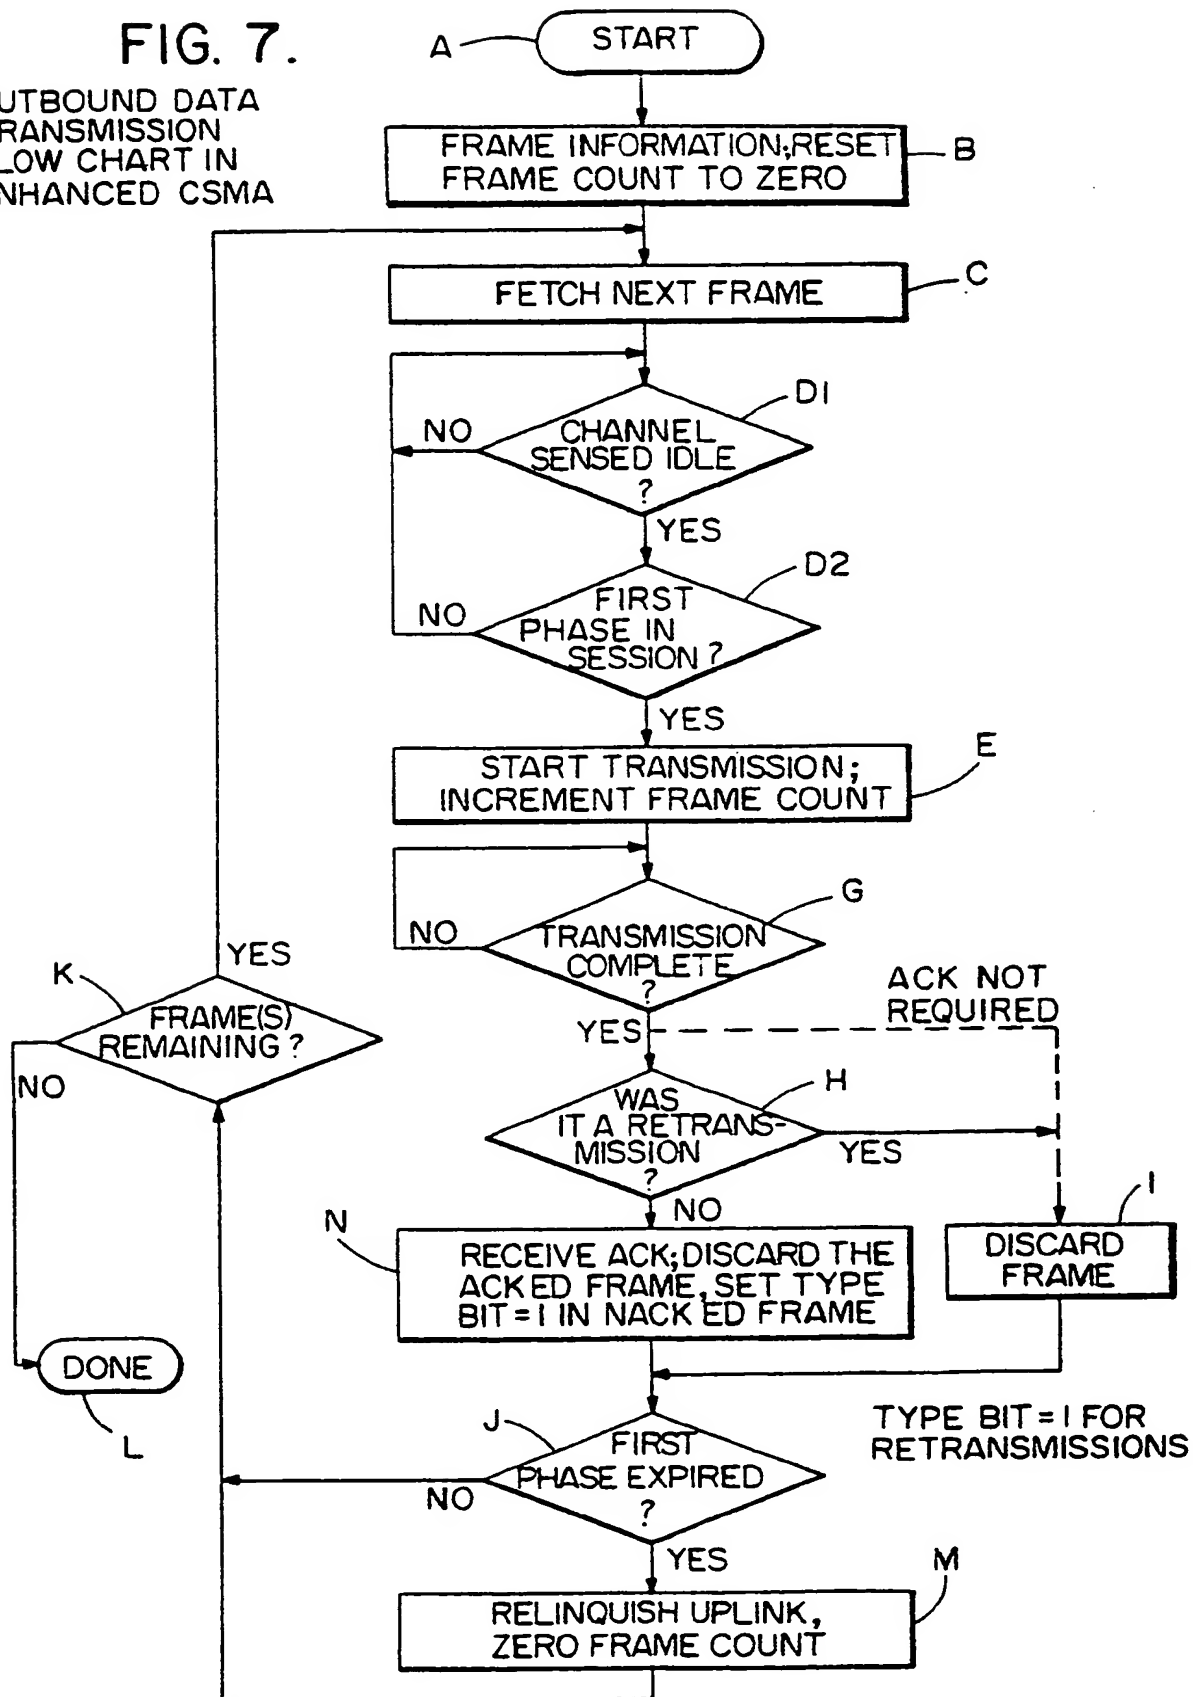 FIG. 7.
UTBOUND DATA
RANSMISSION
LOW CHART IN
NHANCED CSMA
A
START
FRAME INFORMATION;RESET
FRAME COUNT TO ZERO
B
FETCH NEXT FRAME
C
D1
NO
CHANNEL
SENSED IDLE
?
YES
D2
NO
FIRST
PHASE IN
SESSION ?
YES
E
START TRANSMISSION;
INCREMENT FRAME COUNT
G
NO
TRANSMISSION
COMPLETE
?
YES
ACK NOT
REQUIRED
K
YES
FRAME(S)
REMAINING ?
NO
H
WAS
IT A RETRANS-
MISSION
?
YES
NO
N
RECEIVE ACK;DISCARD THE
ACKED FRAME, SET TYPE
BIT=1 IN NACKED FRAME
I
DISCARD
FRAME
DONE
L
J
FIRST
PHASE EXPIRED
?
NO
YES
TYPE BIT=1 FOR
RETRANSMISSIONS
M
RELINQUISH UPLINK,
ZERO FRAME COUNT